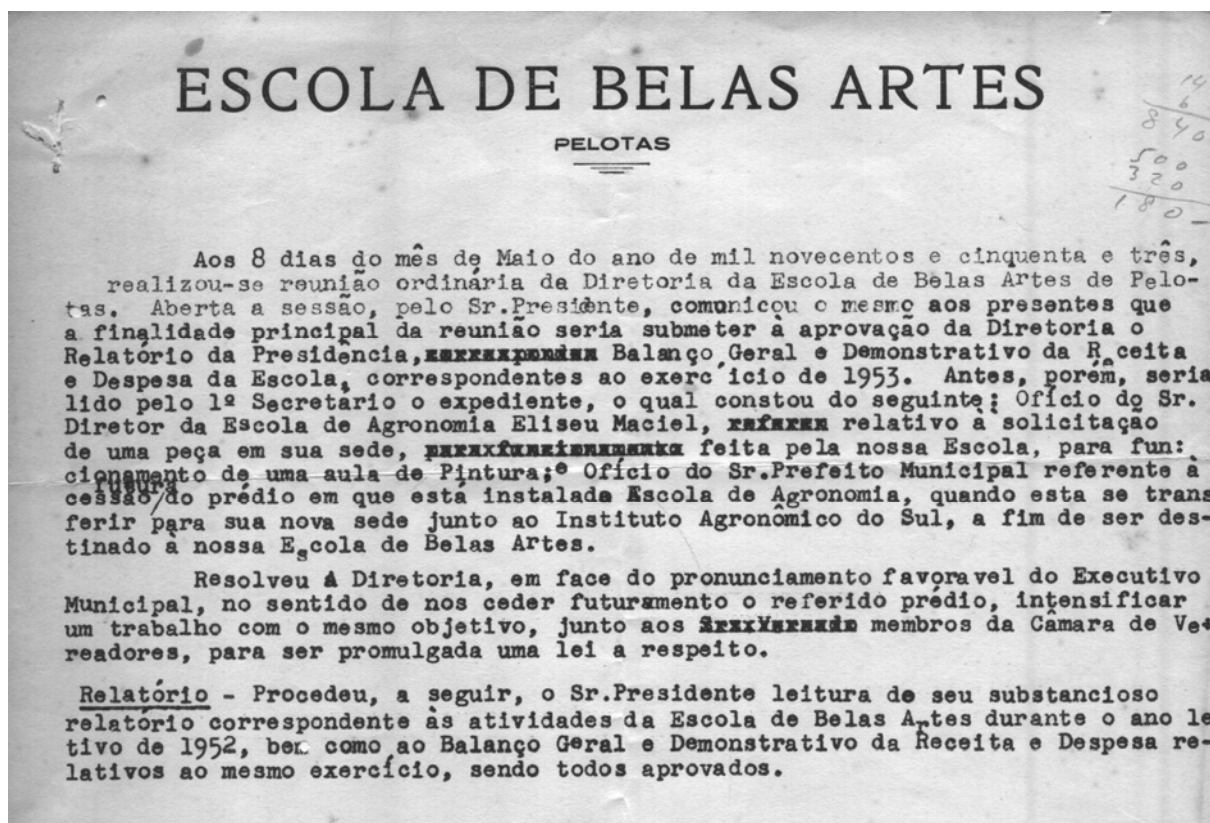 ESCOLA DE BELAS ARTES
PELOTAS
14
6
8 40
500
320
180
Aos 8 dias do mês de Maio do ano de mil novecentos e cinquenta e três,
realizou-se reunião ordinária da Diretoria da Escola de Belas Artes de Pelo-
tas. Aberta a sessão, pelo Sr.Presidente, comunicou o mesmo aos presentes que
a finalidade principal da reunião seria submeter à aprovação da Diretoria o
Relatório da Presidência, Balanço Geral e Demonstrativo da Receita
e Despesa da Escola, correspondentes ao exercício de 1953. Antes, porém, seria
lido pelo 1º Secretario o expediente, o qual constou do seguinte: Ofício do Sr.
Diretor da Escola de Agronomia Eliseu Maciel, relativo à solicitação
de uma peça em sua sede, feita pela nossa Escola, para fun:
cionamento de uma aula de Pintura;e Ofício do Sr.Prefeito Municipal referente à
futura
cessão/do prédio em que está instalada Escola de Agronomia, quando esta se trans
ferir para sua nova sede junto ao Instituto Agronômico do Sul, a fim de ser des-
tinado à nossa Escola de Belas Artes.
Resolveu A Diretoria, em face do pronunciamento favoravel do Executivo
Municipal, no sentido de nos ceder futuramento o referido prédio, intensificar
um trabalho com o mesmo objetivo, junto aos membros da Câmara de Ve-
readores, para ser promulgada uma lei a respeito.
Relatório - Procedeu, a seguir, o Sr.Presidente leitura de seu substancioso
relatório correspondente às atividades da Escola de Belas Artes durante o ano le
tivo de 1952, bem como ao Balanço Geral e Demonstrativo da Receita e Despesa re-
lativos ao mesmo exercício, sendo todos aprovados.